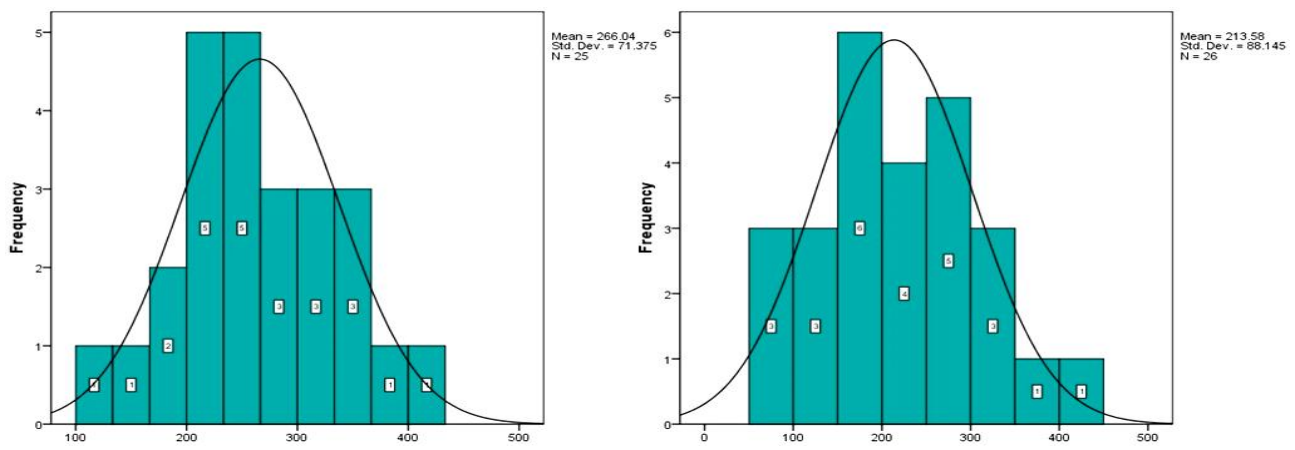 Mean = 266.04
Std. Dev. = 71.375
N = 25
Frequency
5
4
3
2
1
0
1 1 2 5 5 3 3 3 1 1
100 200 300 400 500
Mean = 213.58
Std. Dev. = 88.145
N = 26
Frequency
6
5
4
3
2
1
0
3 3 6 4 5 3 1 1
0 100 200 300 400 500